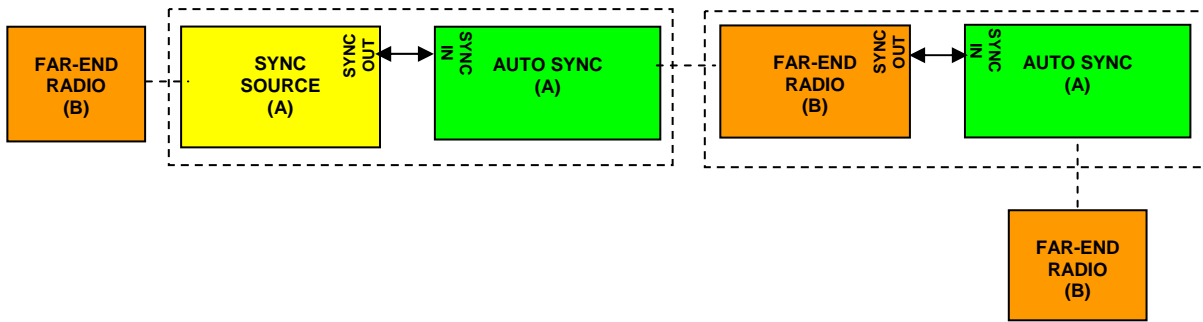 FAR-END
RADIO
(B)
SYNC
SOURCE
(A)
SYNC
OUT
SYNC
IN
AUTO SYNC
(A)
FAR-END
RADIO
(B)
SYNC
OUT
SYNC
IN
AUTO SYNC
(A)
FAR-END
RADIO
(B)